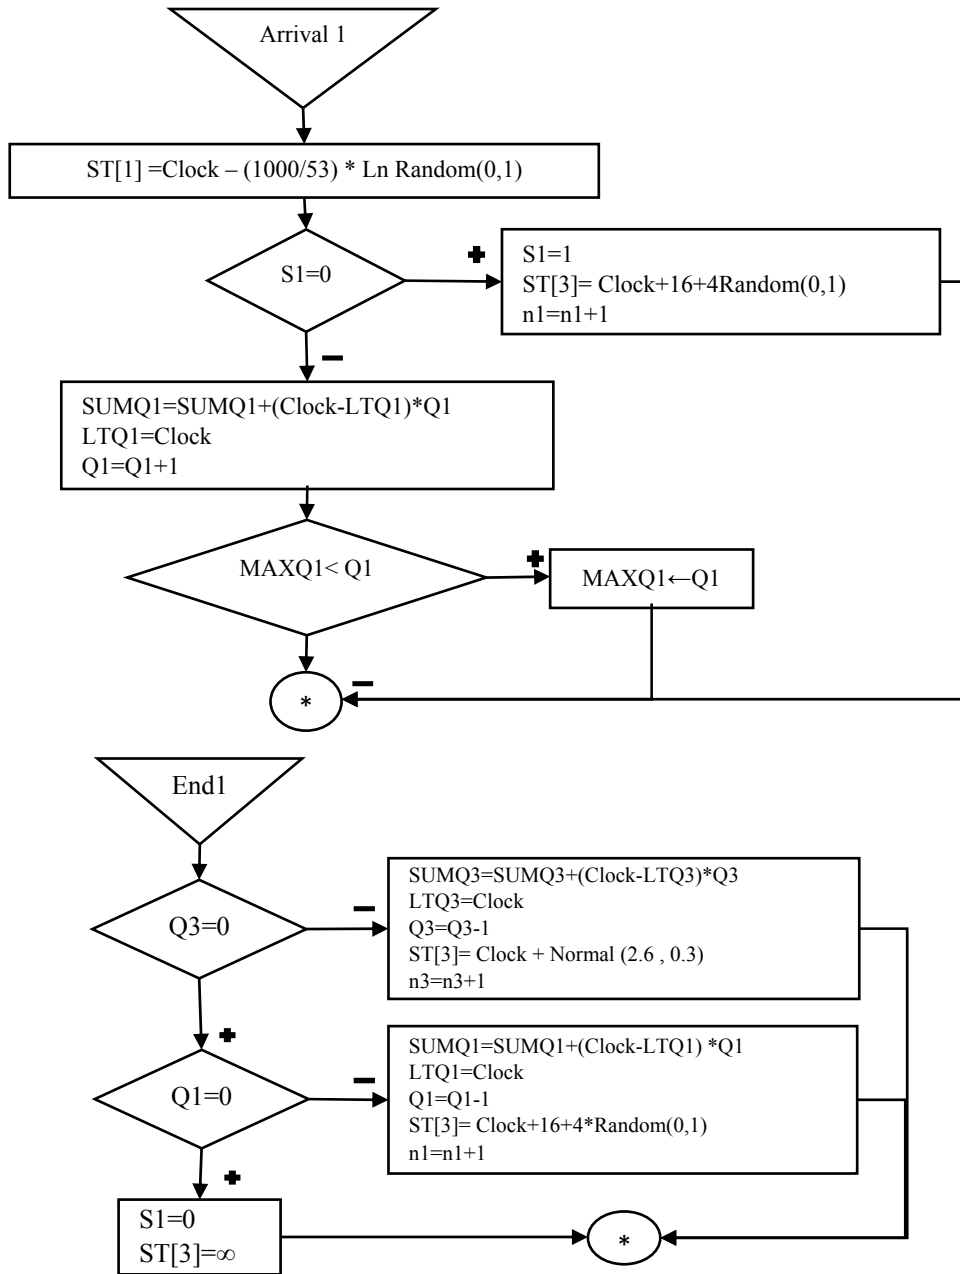 Arrival 1
ST[1] =Clock – (1000/53) * Ln Random(0,1)
S1=0
+
S1=1
ST[3]= Clock+16+4Random(0,1)
n1=n1+1
–
SUMQ1=SUMQ1+(Clock-LTQ1)*Q1
LTQ1=Clock
Q1=Q1+1
MAXQ1< Q1
+
MAXQ1←Q1
–
*
End1
Q3=0
–
SUMQ3=SUMQ3+(Clock-LTQ3)*Q3
LTQ3=Clock
Q3=Q3-1
ST[3]= Clock + Normal (2.6 , 0.3)
n3=n3+1
+
Q1=0
–
SUMQ1=SUMQ1+(Clock-LTQ1) *Q1
LTQ1=Clock
Q1=Q1-1
ST[3]= Clock+16+4*Random(0,1)
n1=n1+1
+
S1=0
ST[3]=∞
*